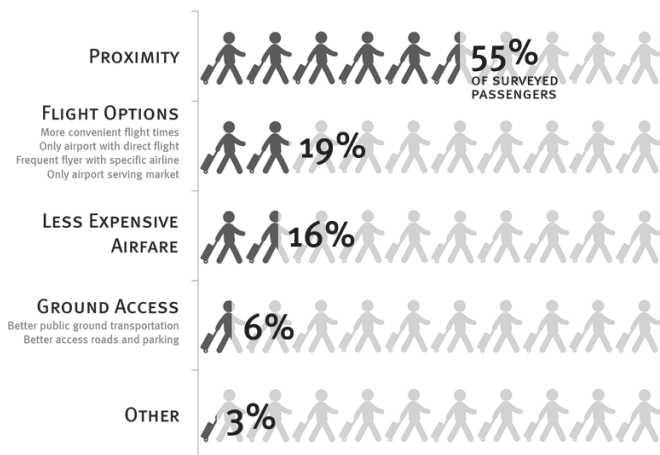 PROXIMITY
55%
OF SURVEYED
PASSENGERS
FLIGHT OPTIONS
More convenient flight times
Only airport with direct flight
Frequent flyer with specific airline
Only airport serving market
19%
LESS EXPENSIVE
AIRFARE
16%
GROUND ACCESS
Better public ground transportation
Better access roads and parking
6%
OTHER
3%